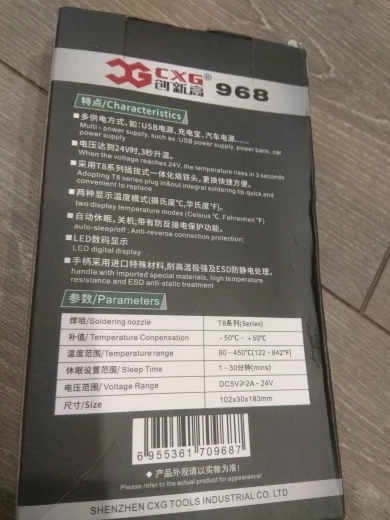 CXG®
创新高
968
特点/Characteristics
■多供电方式,如:USB电源、充电宝、汽车电源......
Multi - power supply, such as :USB power supply, power bank, car
power supply
■电压达到24V时,3秒升温。
When the voltage reaches 24V, the temperature rises in 3 seconds
■采用T8系列插拔式一体化烙铁头,更换快捷方便。
Adopting T8 series plug in&out integral soldering tip,quick and
convenient to replace
■两种显示温度模式(摄氏度℃,华氏度℉)。
two display temperature modes (Celsius ℃, Fahrenheit ℉)
■自动休眠,关机;带有防反接电保护功能。
auto-sleep/off ; Anti-reverse connection protection;
■LED数码显示
LED digital display
■手柄采用进口特殊材料,耐高温极强及ESD防静电处理。
handle with imported special materials, high temperature
resistance and ESD anti-static treatment
参数/Parameters
焊咀/Soldering nozzle T8系列(Series)
补值/ Temperature Conpensation -50℃ - +50℃
温度范围/Temperature range 80-450℃(122-842℉)
休眠设置范围/ Sleep Time 1-30分钟(mins)
电压范围/ Voltage Range DC5V≥2A-24V
尺寸/Size 102x30x183mm
6 955361 709687
◆产品外观请以实物为准!
Please refer to the actual product for appearance!
SHENZHEN CXG TOOLS INDUSTRIAL CO., LTD